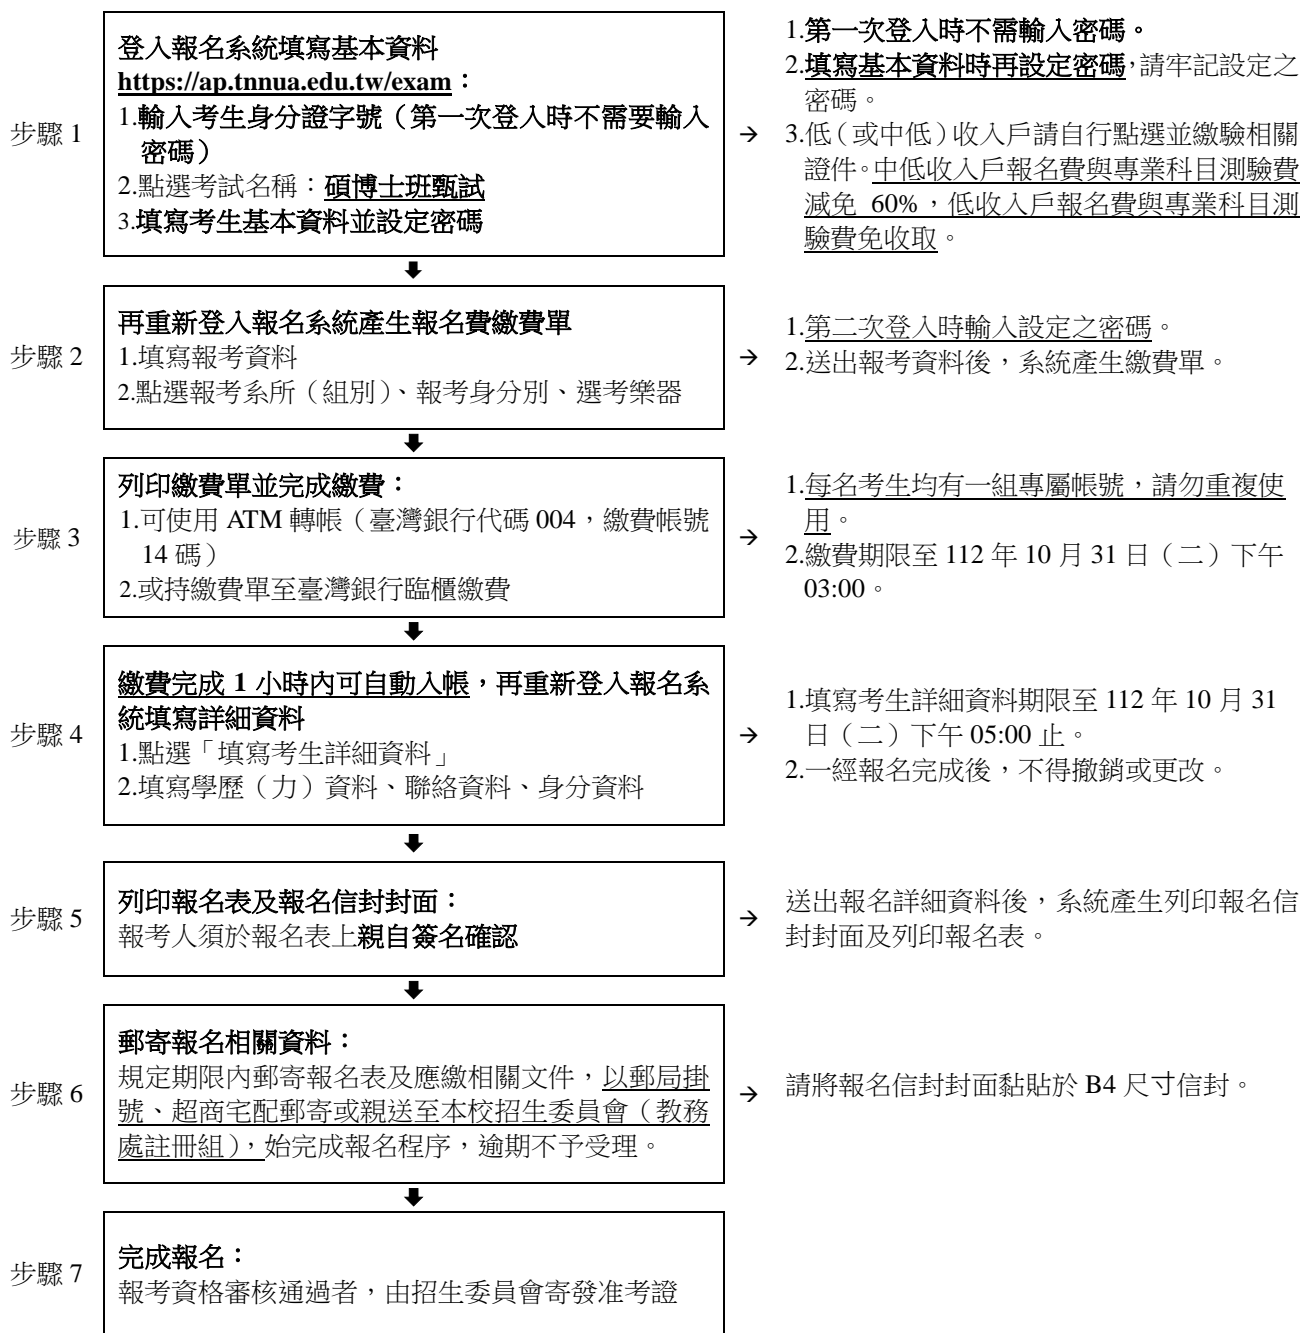 步驟 1
登入報名系統填寫基本資料
https://ap.tnnua.edu.tw/exam：
1.輸入考生身分證字號（第一次登入時不需要輸入
密碼）
2.點選考試名稱：碩博士班甄試
3.填寫考生基本資料並設定密碼
→
1.第一次登入時不需輸入密碼。
2.填寫基本資料時再設定密碼，請牢記設定之
密碼。
3.低（或中低）收入戶請自行點選並繳驗相關
證件。中低收入戶報名費與專業科目測驗費
減免 60%，低收入戶報名費與專業科目測
驗費免收取。
步驟 2
再重新登入報名系統產生報名費繳費單
1.填寫報考資料
2.點選報考系所（組別）、報考身分別、選考樂器
→
1.第二次登入時輸入設定之密碼。
2.送出報考資料後，系統產生繳費單。
步驟 3
列印繳費單並完成繳費：
1.可使用 ATM 轉帳（臺灣銀行代碼 004，繳費帳號
14 碼）
2.或持繳費單至臺灣銀行臨櫃繳費
→
1.每名考生均有一組專屬帳號，請勿重複使
用。
2.繳費期限至 112 年 10 月 31 日（二）下午
03:00。
步驟 4
繳費完成 1 小時內可自動入帳，再重新登入報名系
統填寫詳細資料
1.點選「填寫考生詳細資料」
2.填寫學歷（力）資料、聯絡資料、身分資料
→
1.填寫考生詳細資料期限至 112 年 10 月 31
日（二）下午 05:00 止。
2.一經報名完成後，不得撤銷或更改。
步驟 5
列印報名表及報名信封封面：
報考人須於報名表上親自簽名確認
→
送出報名詳細資料後，系統產生列印報名信
封封面及列印報名表。
步驟 6
郵寄報名相關資料：
規定期限內郵寄報名表及應繳相關文件，以郵局掛
號、超商宅配郵寄或親送至本校招生委員會（教務
處註冊組），始完成報名程序，逾期不予受理。
→
請將報名信封封面黏貼於 B4 尺寸信封。
步驟 7
完成報名：
報考資格審核通過者，由招生委員會寄發准考證